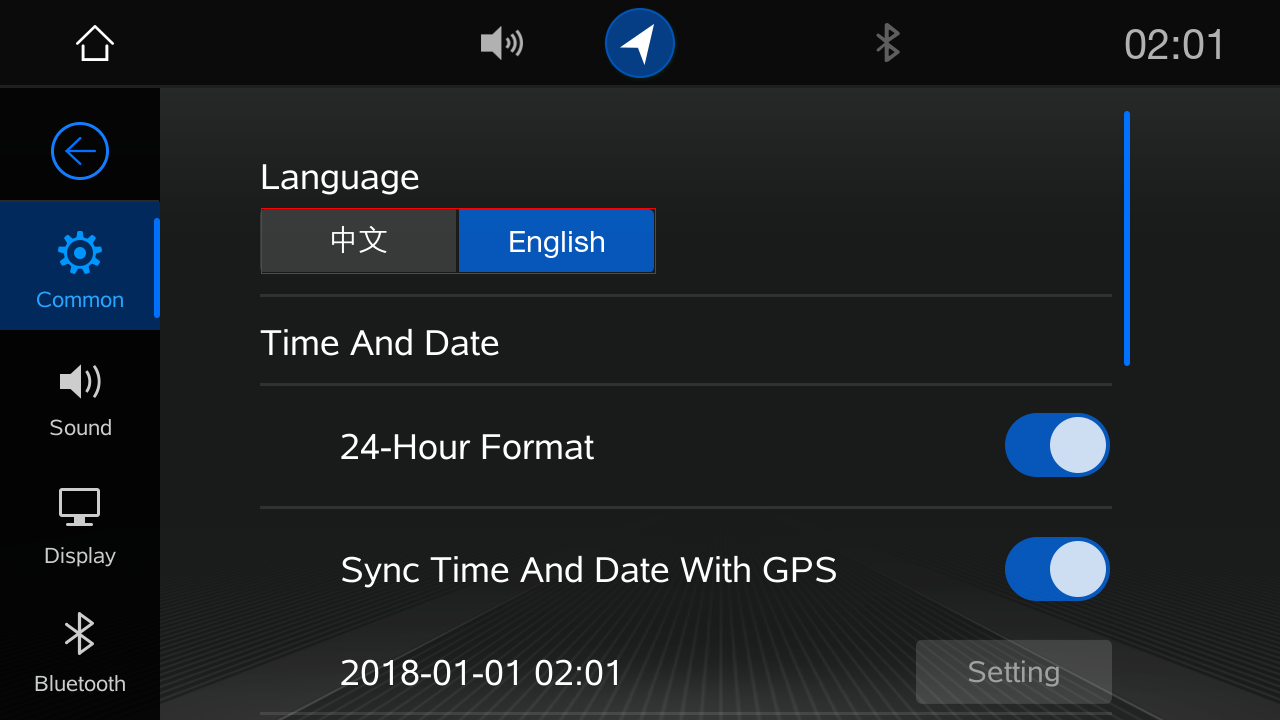 02:01
Common
Sound
Display
Bluetooth
Language
中文
English
Time And Date
24-Hour Format
Sync Time And Date With GPS
2018-01-01 02:01
Setting